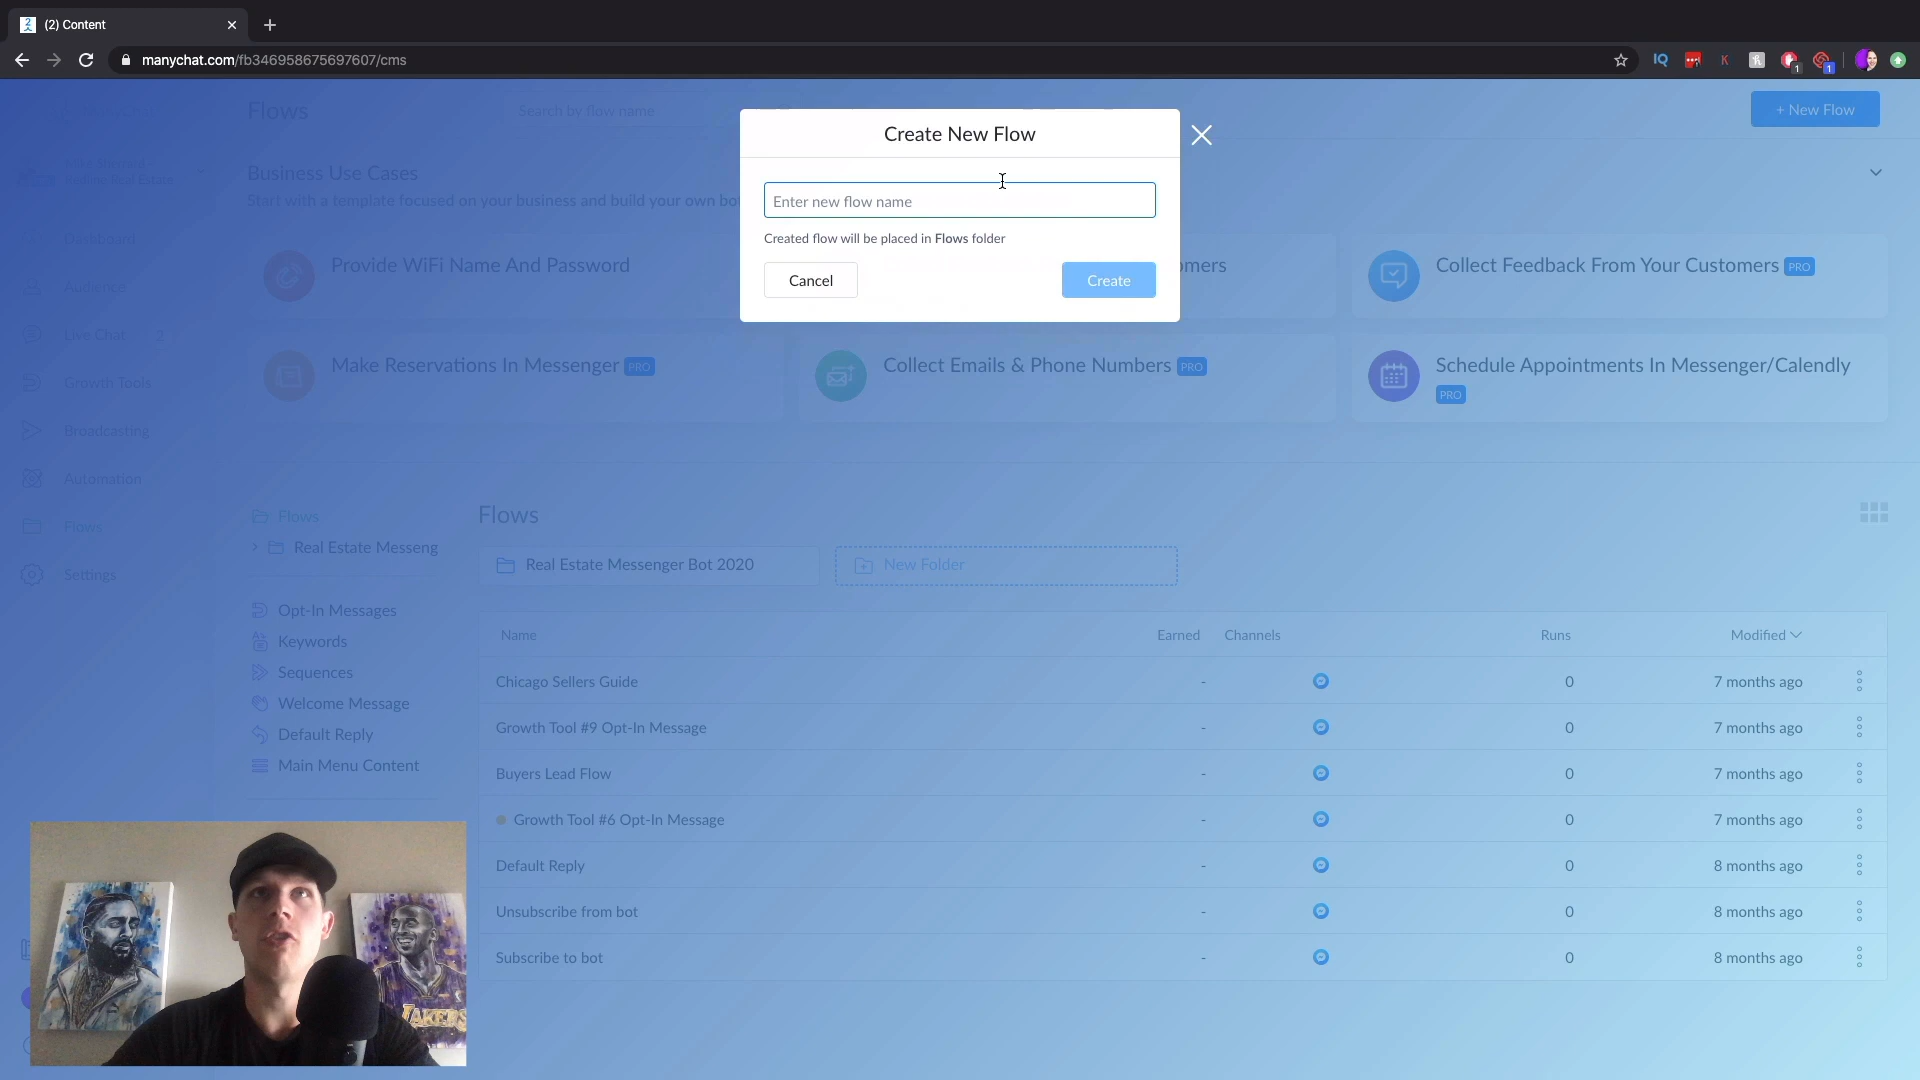 (2) Content
manychat.com/fb346958675697607/cms
IQ
K
1
1
Flows
Search by flow name
+ New Flow
Create New Flow
Business Use Cases
Start with a template focused on your business and build your own bo
Enter new flow name
Created flow will be placed in Flows folder
Cancel
Create
Provide WiFi Name And Password
omers
Collect Feedback From Your Customers PRO
Make Reservations In Messenger PRO
Collect Emails & Phone Numbers PRO
Schedule Appointments In Messenger/Calendly
PRO
Dashboard
Audience
Live Chat 2
Growth Tools
Broadcasting
Automation
Flows
Settings
Flows
Real Estate Messeng
Opt-In Messages
Keywords
Sequences
Welcome Message
Default Reply
Main Menu Content
Flows
Real Estate Messenger Bot 2020
New Folder
Name Earned Channels Runs Modified
Chicago Sellers Guide - 0 7 months ago
Growth Tool #9 Opt-In Message - 0 7 months ago
Buyers Lead Flow - 0 7 months ago
Growth Tool #6 Opt-In Message - 0 7 months ago
Default Reply - 0 8 months ago
Unsubscribe from bot - 0 8 months ago
Subscribe to bot - 0 8 months ago
LAKERS